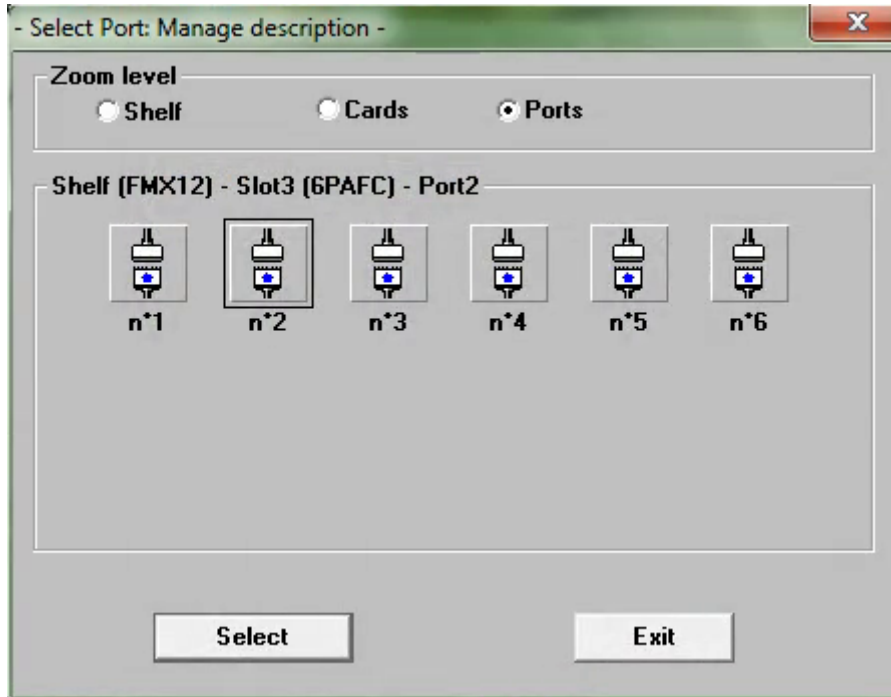 - Select Port: Manage description -
Zoom level
Shelf Cards Ports
Shelf (FMX12) - Slot3 (6PAFC) - Port2
n°1 n°2 n°3 n°4 n°5 n°6
Select Exit